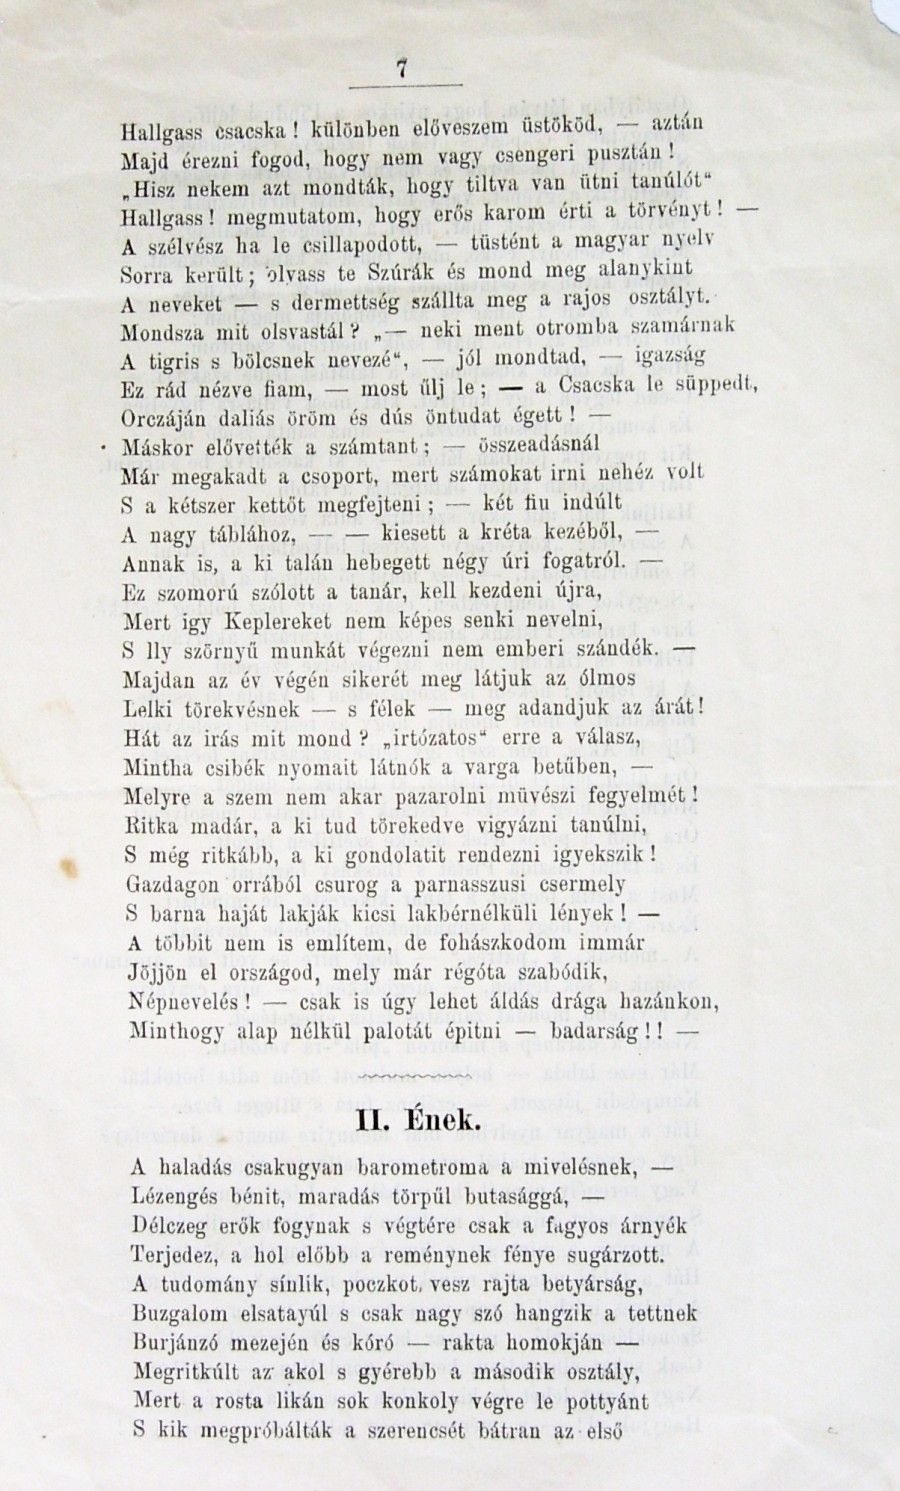 7
Hallgass csacska! különben előveszem üstököd, — aztán
Majd érezni fogod, hogy nem vagy csengeri pusztán!
„Hisz nekem azt mondták, hogy tiltva van ütni tanúlót“
Hallgass! megmutatom, hogy erős karom érti a törvényt! —
A szélvész ha le csillapodott, — tüstént a magyar nyelv
Sorra került; olvass te Szúrák és mond meg alanykint
A neveket — s dermettség szállta meg a rajos osztályt.
Mondsza mit olvastál? „— neki ment otromba szamárnak
A tigris s bölcsnek nevezé“, — jól mondtad, — igazság
Ez rád nézve fiam, — most űlj le; — a Csacska le süppedt,
Orczáján daliás öröm és dús öntudat égett! —
Máskor elővették a számtant; — összeadásnál
Már megakadt a csoport, mert számokat irni nehéz volt
S a kétszer kettőt megfejteni; — két fiu indúlt
A nagy táblához, — — kiesett a kréta kezéből, —
Annak is, a ki talán hebegett négy úri fogatról. —
Ez szomorú szólott a tanár, kell kezdeni újra,
Mert igy Keplereket nem képes senki nevelni,
S Ily szörnyű munkát végezni nem emberi szándék. —
Majdan az év végén sikerét meg látjuk az ólmos
Lelki törekvésnek — s félek — meg adandjuk az árát!
Hát az irás mit mond? „irtózatos“ erre a válasz,
Mintha csibék nyomait látnók a varga betűben, —
Melyre a szem nem akar pazarolni müvészi fegyelmét!
Ritka madár, a ki tud törekedve vigyázni tanúlni,
S még ritkább, a ki gondolatit rendezni igyekszik!
Gazdagon orrából csurog a parnasszusi csermely
S barna haját lakják kicsi lakbérnélküli lények! —
A többit nem is említem, de fohászkodom immár
Jöjjön el országod, mely már régóta szabódik,
Népnevelés! — csak is úgy lehet áldás drága hazánkon,
Minthogy alap nélkül palotát épitni — badarság!! —
II. Ének.
A haladás csakugyan barometroma a mivelésnek, —
Lézengés bénit, maradás törpűl butasággá, —
Délczeg erők fogynak s végtére csak a fagyos árnyék
Terjedez, a hol előbb a reménynek fénye sugárzott.
A tudomány sínlik, poczkot, vesz rajta betyárság,
Buzgalom elsatayúl s csak nagy szó hangzik a tettnek
Burjánzó mezején és kóró — rakta homokján —
Megritkúlt az akol s gyérebb a második osztály,
Mert a rosta likán sok konkoly végre le pottyánt
S kik megpróbálták a szerencsét bátran az első